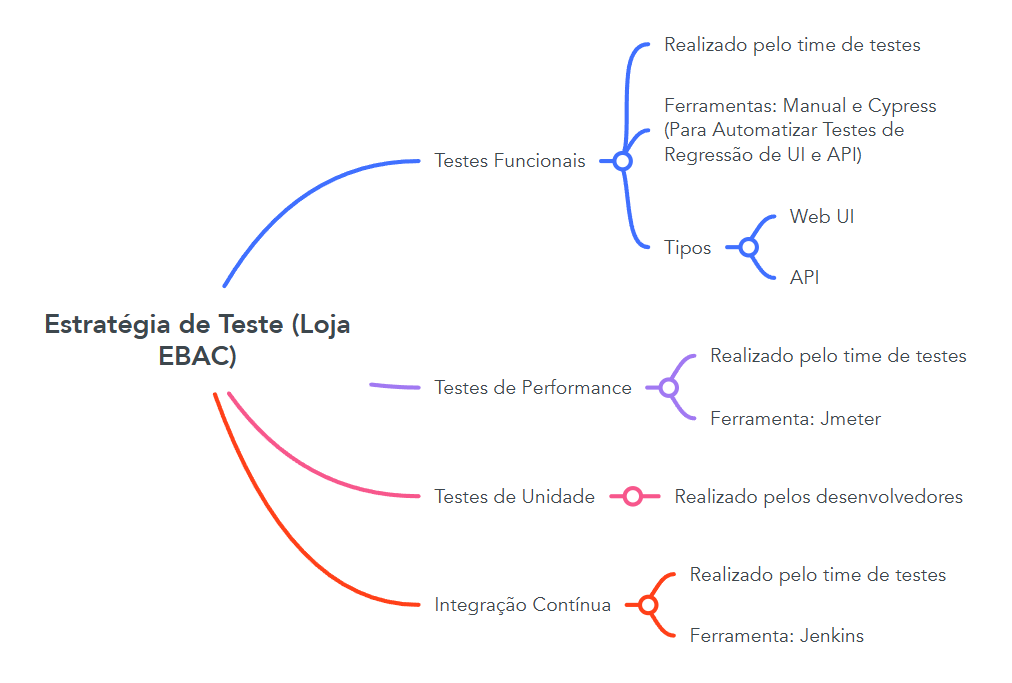 Estratégia de Teste (Loja
EBAC)
Testes Funcionais
Realizado pelo time de testes
Ferramentas: Manual e Cypress
(Para Automatizar Testes de
Regressão de UI e API)
Tipos
Web UI
API
Testes de Performance
Realizado pelo time de testes
Ferramenta: Jmeter
Testes de Unidade
Realizado pelos desenvolvedores
Integração Contínua
Realizado pelo time de testes
Ferramenta: Jenkins